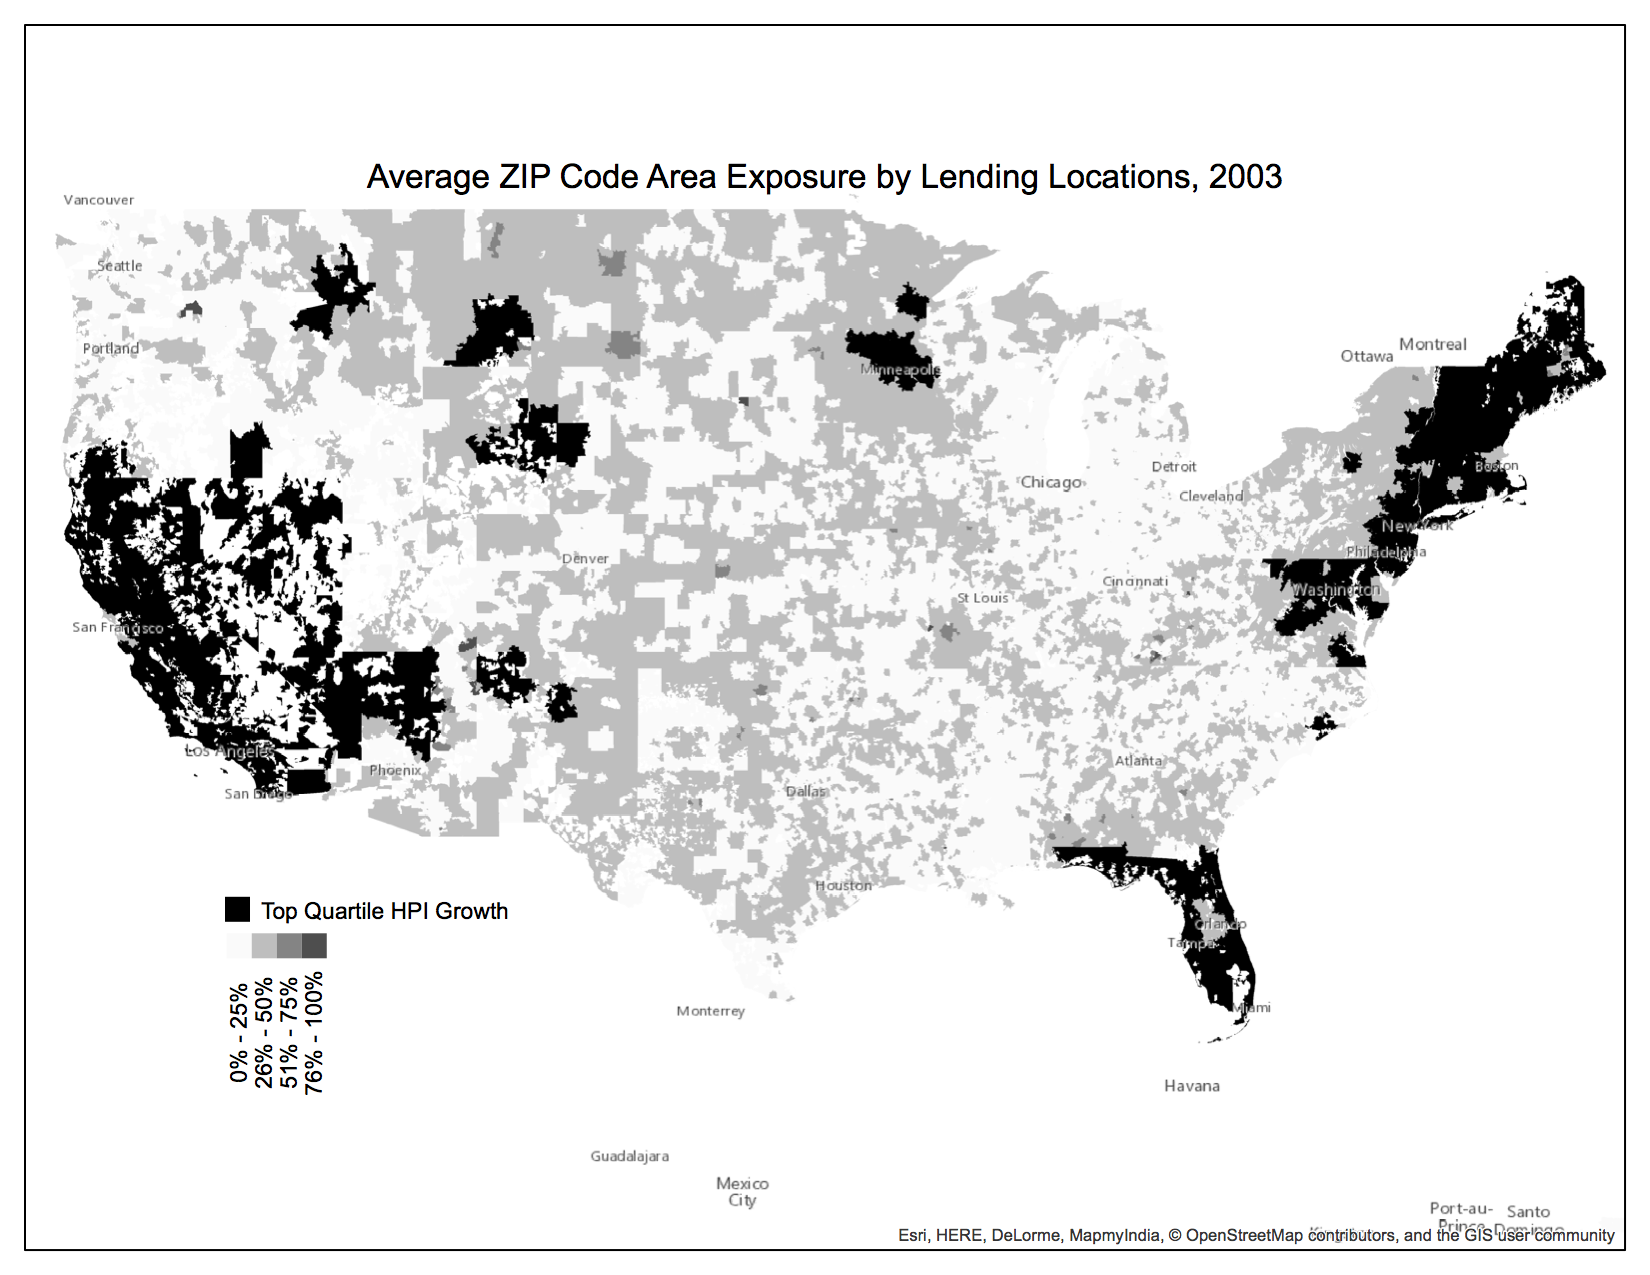 Average ZIP Code Area Exposure by Lending Locations, 2003
Vancouver
Seattle
Portland
Minneapolis
Ottawa
Montreal
Boston
Detroit
Chicago
Cleveland
New York
Philadelphia
Denver
Cincinnati
Washington
St Louis
San Francisco
Los Angeles
Phoenix
Atlanta
San Diego
Dallas
Houston
Top Quartile HPI Growth
0% - 25%
26% - 50%
51% - 75%
76% - 100%
Orlando
Tampa
Miami
Monterrey
Havana
Guadalajara
Mexico
City
Port-au-
Prince
Santo
Domingo
Esri, HERE, DeLorme, MapmyIndia, © OpenStreetMap contributors, and the GIS user community